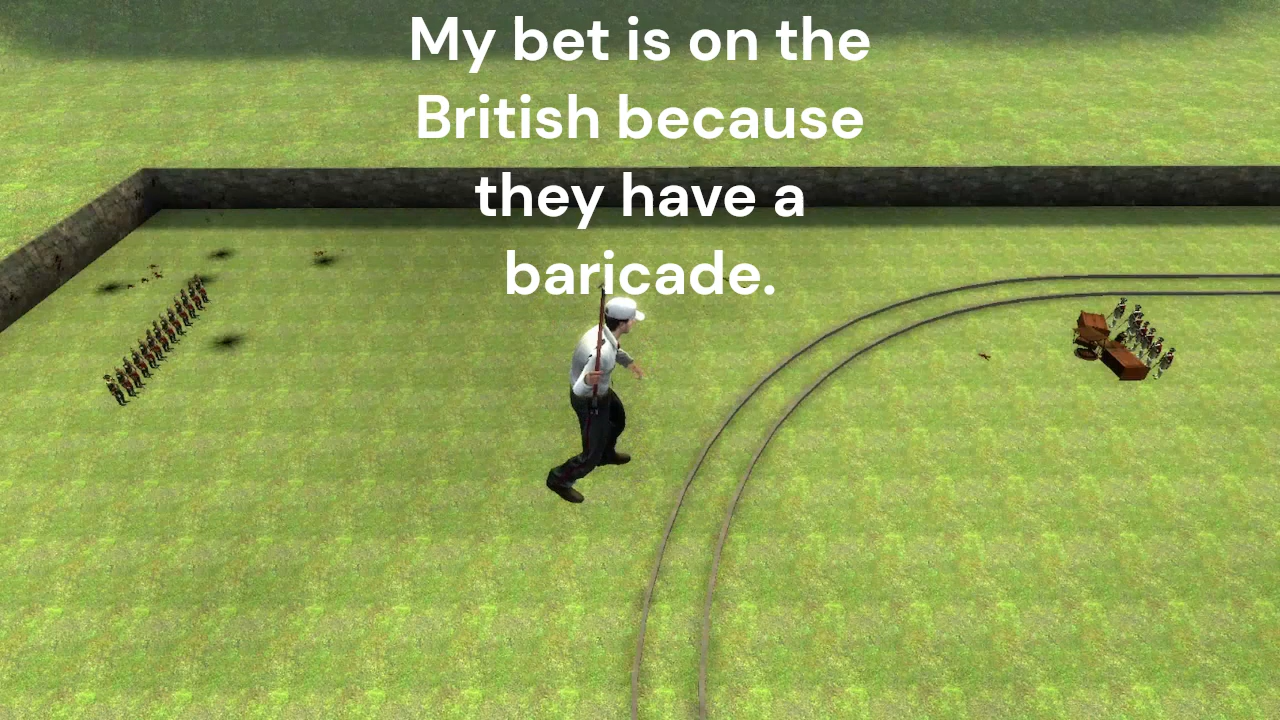 My bet is on the
British because
they have a
baricade.